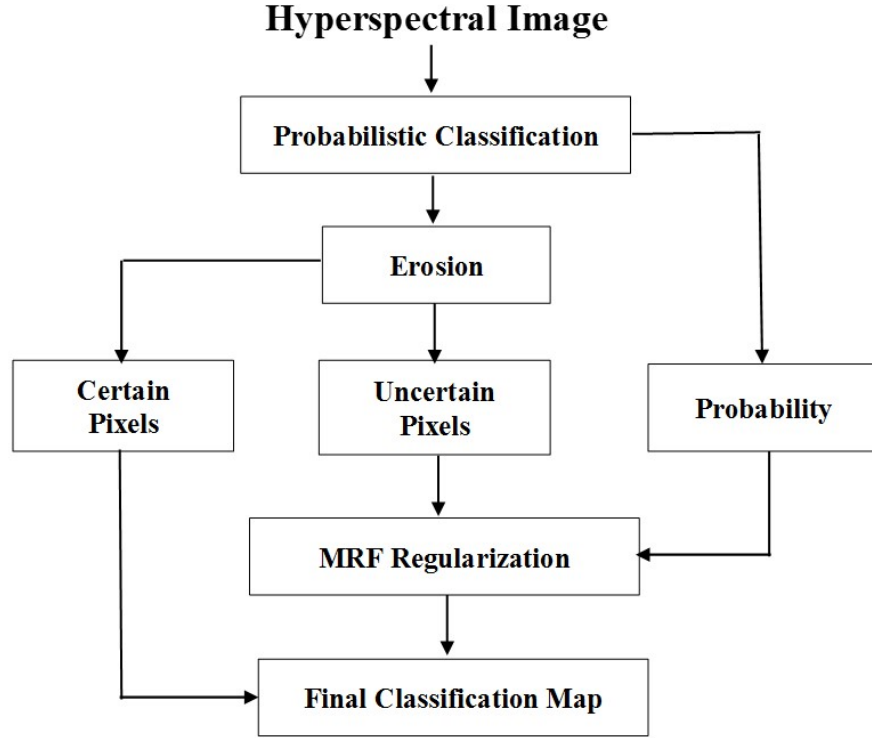 Hyperspectral Image
Probabilistic Classification
Erosion
Certain
Pixels
Uncertain
Pixels
Probability
MRF Regularization
Final Classification Map